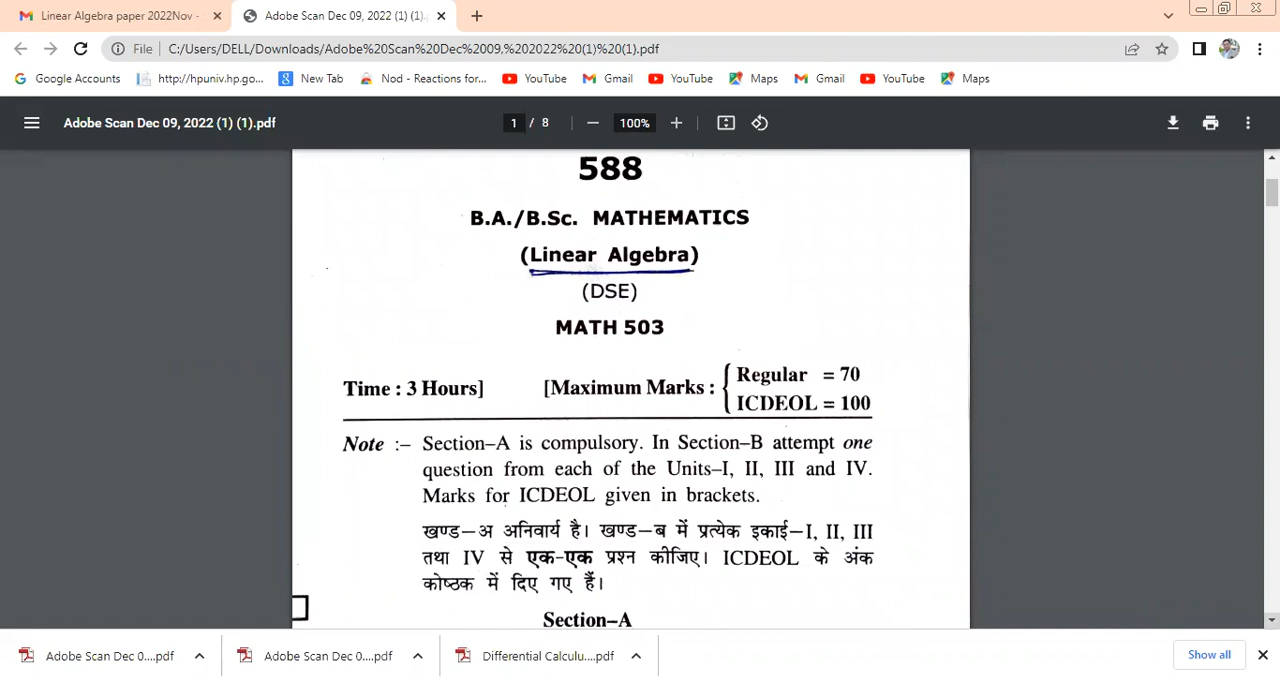 Linear Algebra paper 2022Nov -
Adobe Scan Dec 09, 2022 (1) (1).
File C:/Users/DELL/Downloads/Adobe%20Scan%20Dec%2009,%202022%20(1)%20(1).pdf
Google Accounts http://hpuniv.hp.go... New Tab Nod - Reactions for... YouTube Gmail YouTube Maps Gmail YouTube Maps
Adobe Scan Dec 09, 2022 (1) (1).pdf 1 / 8 100%
588
B.A./B.Sc. MATHEMATICS
(Linear Algebra)
(DSE)
MATH 503
Time : 3 Hours] [Maximum Marks : { Regular = 70
ICDEOL = 100
Note :– Section–A is compulsory. In Section–B attempt one
question from each of the Units–I, II, III and IV.
Marks for ICDEOL given in brackets.
खण्ड–अ अनिवार्य है। खण्ड–ब में प्रत्येक इकाई–I, II, III
तथा IV से एक-एक प्रश्न कीजिए। ICDEOL के अंक
कोष्ठक में दिए गए हैं।
Section–A
Adobe Scan Dec 0....pdf Adobe Scan Dec 0....pdf Differential Calcu....pdf Show all